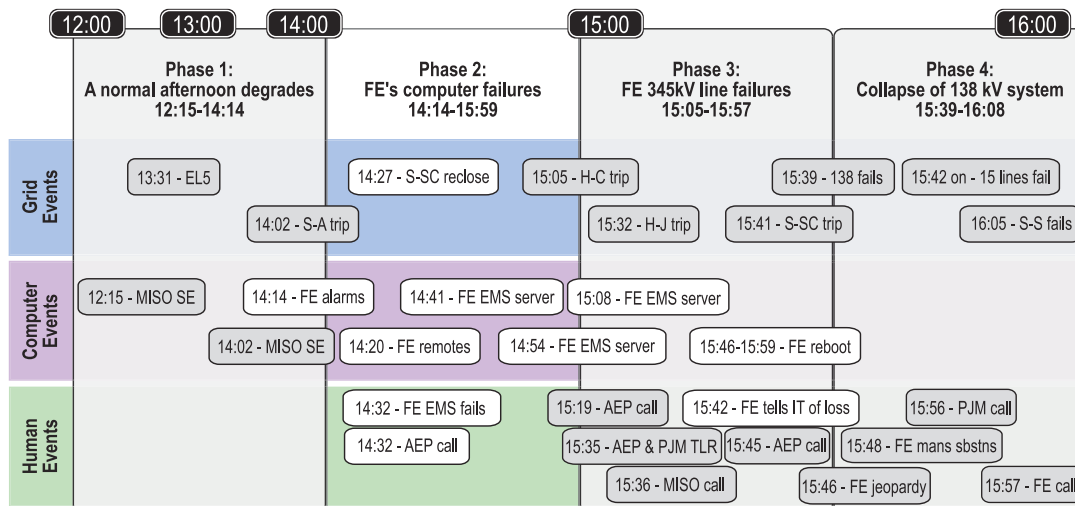 12:00
13:00
14:00
15:00
16:00
Phase 1:
A normal afternoon degrades
12:15-14:14
Phase 2:
FE's computer failures
14:14-15:59
Phase 3:
FE 345kV line failures
15:05-15:57
Phase 4:
Collapse of 138 kV system
15:39-16:08
Grid
Events
13:31 - EL5
14:27 - S-SC reclose
15:05 - H-C trip
15:39 - 138 fails
15:42 on - 15 lines fail
14:02 - S-A trip
15:32 - H-J trip
15:41 - S-SC trip
16:05 - S-S fails
Computer
Events
12:15 - MISO SE
14:14 - FE alarms
14:41 - FE EMS server
15:08 - FE EMS server
14:02 - MISO SE
14:20 - FE remotes
14:54 - FE EMS server
15:46-15:59 - FE reboot
Human
Events
14:32 - FE EMS fails
15:19 - AEP call
15:42 - FE tells IT of loss
15:56 - PJM call
14:32 - AEP call
15:35 - AEP & PJM TLR
15:45 - AEP call
15:48 - FE mans sbstns
15:36 - MISO call
15:46 - FE jeopardy
15:57 - FE call